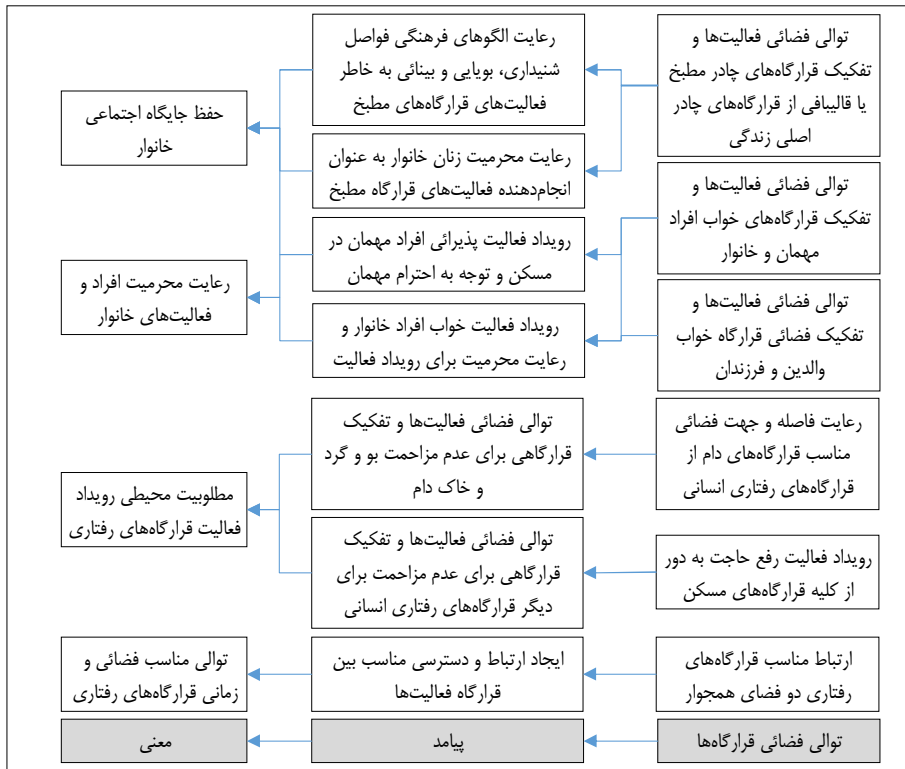 توالی فضائی فعالیت‌ها و
تفکیک قرارگاه‌های چادر مطبخ
یا قالیبافی از قرارگاه‌های چادر
اصلی زندگی
توالی فضائی فعالیت‌ها و
تفکیک قرارگاه‌های خواب افراد
مهمان و خانوار
توالی فضائی فعالیت‌ها و
تفکیک فضائی قرارگاه خواب
والدین و فرزندان
رعایت فاصله و جهت فضائی
مناسب قرارگاه‌های دام از
قرارگاه‌های رفتاری انسانی
رویداد فعالیت رفع حاجت به دور
از کلیه قرارگاه‌های مسکن
ارتباط مناسب قرارگاه‌های
رفتاری دو فضای همجوار
توالی فضائی قرارگاه‌ها
رعایت الگوهای فرهنگی فواصل
شنیداری، بویایی و بینائی به خاطر
فعالیت‌های قرارگاه‌های مطبخ
رعایت محرمیت زنان خانوار به عنوان
انجام‌دهنده فعالیت‌های قرارگاه مطبخ
رویداد فعالیت پذیرائی افراد مهمان در
مسکن و توجه به احترام مهمان
رویداد فعالیت خواب افراد خانوار و
رعایت محرمیت برای رویداد فعالیت
توالی فضائی فعالیت‌ها و تفکیک
قرارگاهی برای عدم مزاحمت بو و گرد
و خاک دام
توالی فضائی فعالیت‌ها و تفکیک
قرارگاهی برای عدم مزاحمت برای
دیگر قرارگاه‌های رفتاری انسانی
ایجاد ارتباط و دسترسی مناسب بین
قرارگاه فعالیت‌ها
پیامد
حفظ جایگاه اجتماعی
خانوار
رعایت محرمیت افراد و
فعالیت‌های خانوار
مطلوبیت محیطی رویداد
فعالیت قرارگاه‌های رفتاری
توالی مناسب فضائی و
زمانی قرارگاه‌های رفتاری
معنی